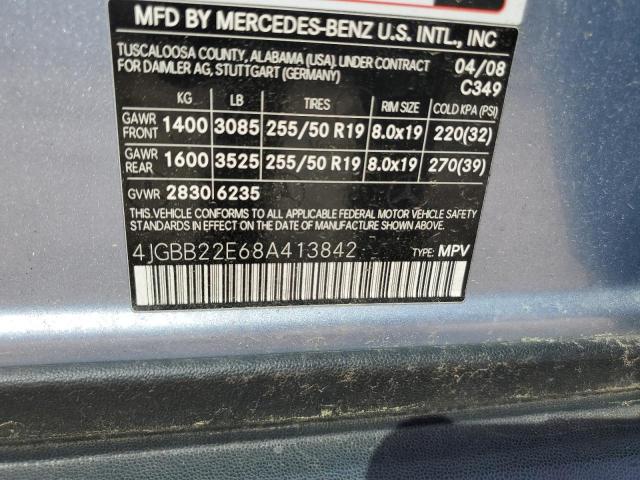 MFD BY MERCEDES-BENZ U.S. INTL., INC
TUSCALOOSA COUNTY, ALABAMA (USA). UNDER CONTRACT 04/08
FOR DAIMLER AG, STUTTGART (GERMANY) C349
KG LB TIRES RIM SIZE COLD KPA (PSI)
GAWR FRONT 1400 3085 255/50 R19 8.0x19 220(32)
GAWR REAR 1600 3525 255/50 R19 8.0x19 270(39)
GVWR 2830 6235
THIS VEHICLE CONFORMS TO ALL APPLICABLE FEDERAL MOTOR VEHICLE SAFETY
STANDARDS IN EFFECT ON THE DATE OF MANUFACTURE SHOWN ABOVE.
4JGBB22E68A413842 TYPE: MPV